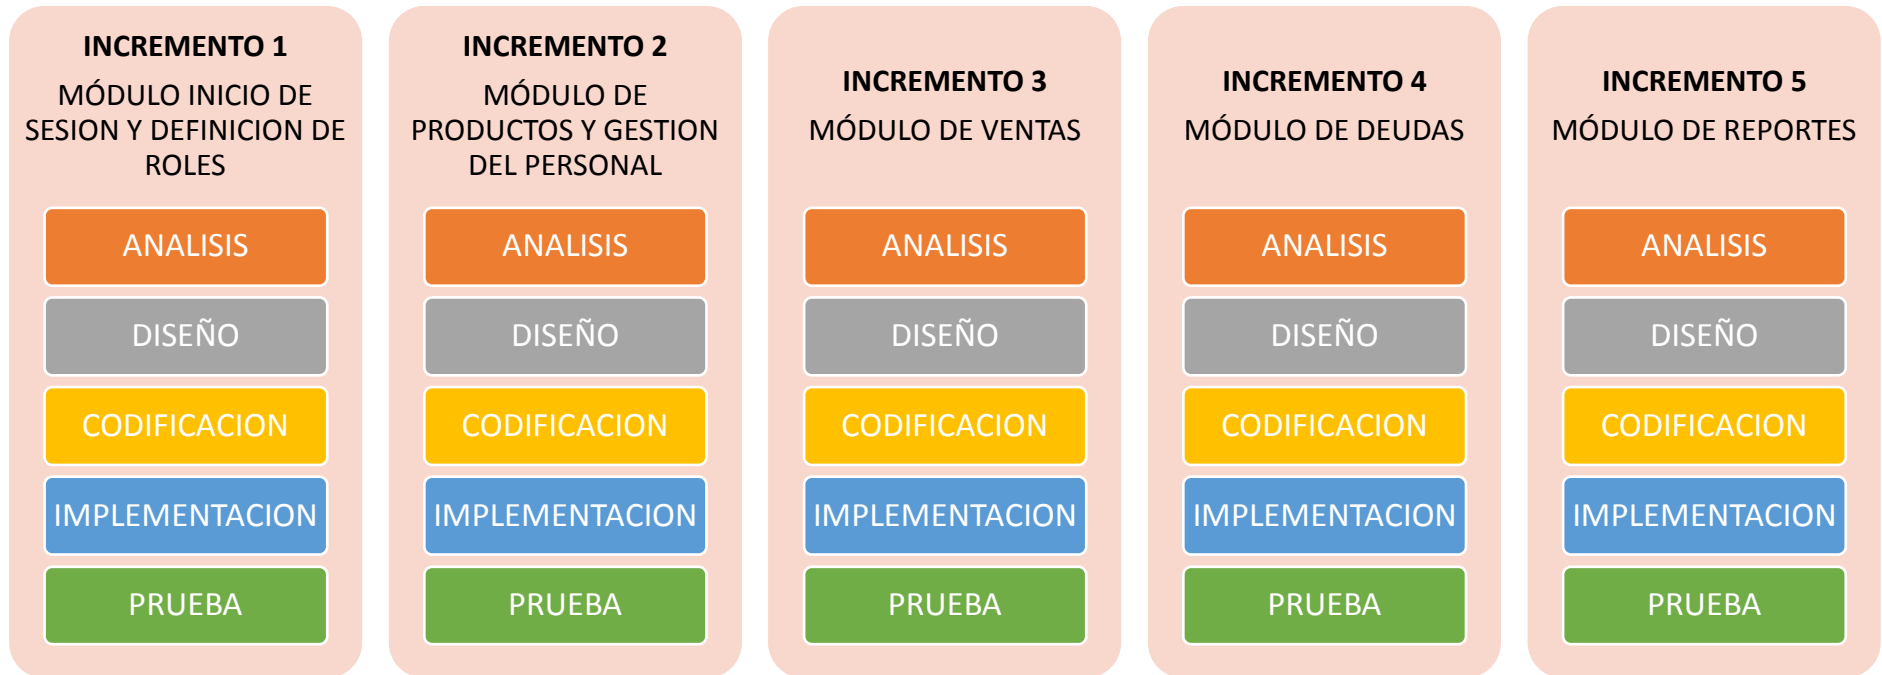 INCREMENTO 1
MÓDULO INICIO DE
SESION Y DEFINICION DE
ROLES
ANALISIS
DISEÑO
CODIFICACION
IMPLEMENTACION
PRUEBA
INCREMENTO 2
MÓDULO DE
PRODUCTOS Y GESTION
DEL PERSONAL
ANALISIS
DISEÑO
CODIFICACION
IMPLEMENTACION
PRUEBA
INCREMENTO 3
MÓDULO DE VENTAS
ANALISIS
DISEÑO
CODIFICACION
IMPLEMENTACION
PRUEBA
INCREMENTO 4
MÓDULO DE DEUDAS
ANALISIS
DISEÑO
CODIFICACION
IMPLEMENTACION
PRUEBA
INCREMENTO 5
MÓDULO DE REPORTES
ANALISIS
DISEÑO
CODIFICACION
IMPLEMENTACION
PRUEBA